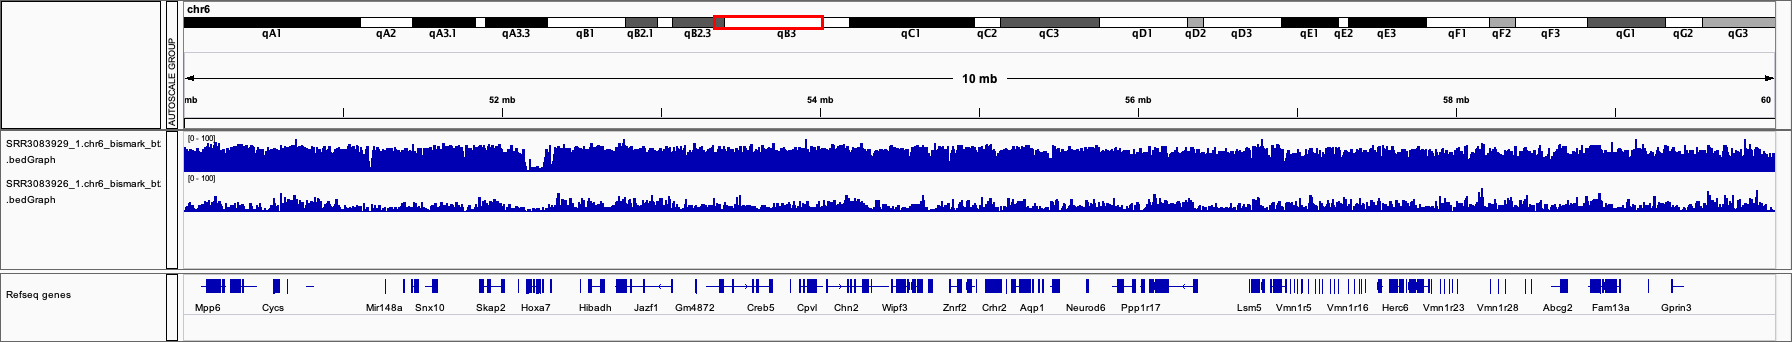 chr6
qA1 qA2 qA3.1 qA3.3 qB1 qB2.1 qB2.3 qB3 qC1 qC2 qC3 qD1 qD2 qD3 qE1 qE2 qE3 qF1 qF2 qF3 qG1 qG2 qG3
AUTOSCALE GROUP
10 mb
mb 52 mb 54 mb 56 mb 58 mb 60
SRR3083929_1.chr6_bismark_bt
.bedGraph
[0 - 100]
SRR3083926_1.chr6_bismark_bt
.bedGraph
[0 - 100]
Refseq genes
Mpp6 Cycs Mir148a Snx10 Skap2 Hoxa7 Hibadh Jazf1 Gm4872 Creb5 Cpvl Chn2 Wipf3 Znrf2 Crhr2 Aqp1 Neurod6 Ppp1r17 Lsm5 Vmn1r5 Vmn1r16 Herc6 Vmn1r23 Vmn1r28 Abcg2 Fam13a Gprin3